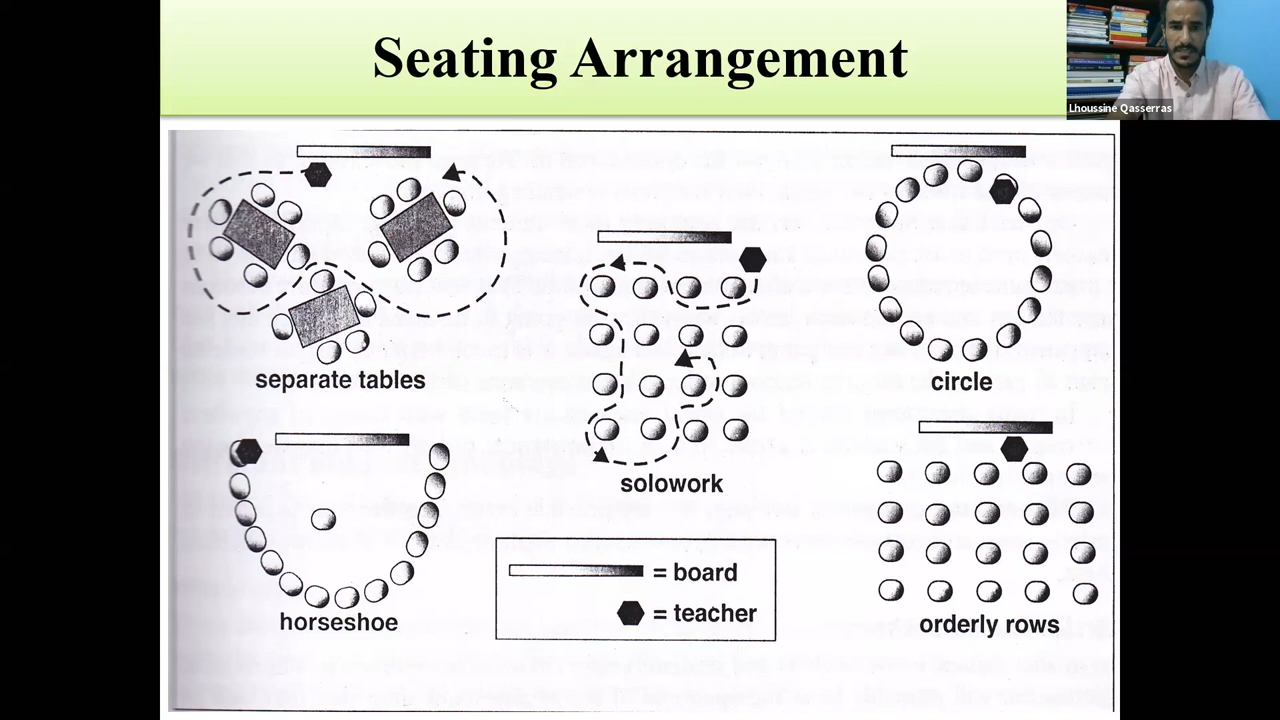 Seating Arrangement
Lhoussine Qasserras
separate tables
solowork
circle
horseshoe
= board
= teacher
orderly rows